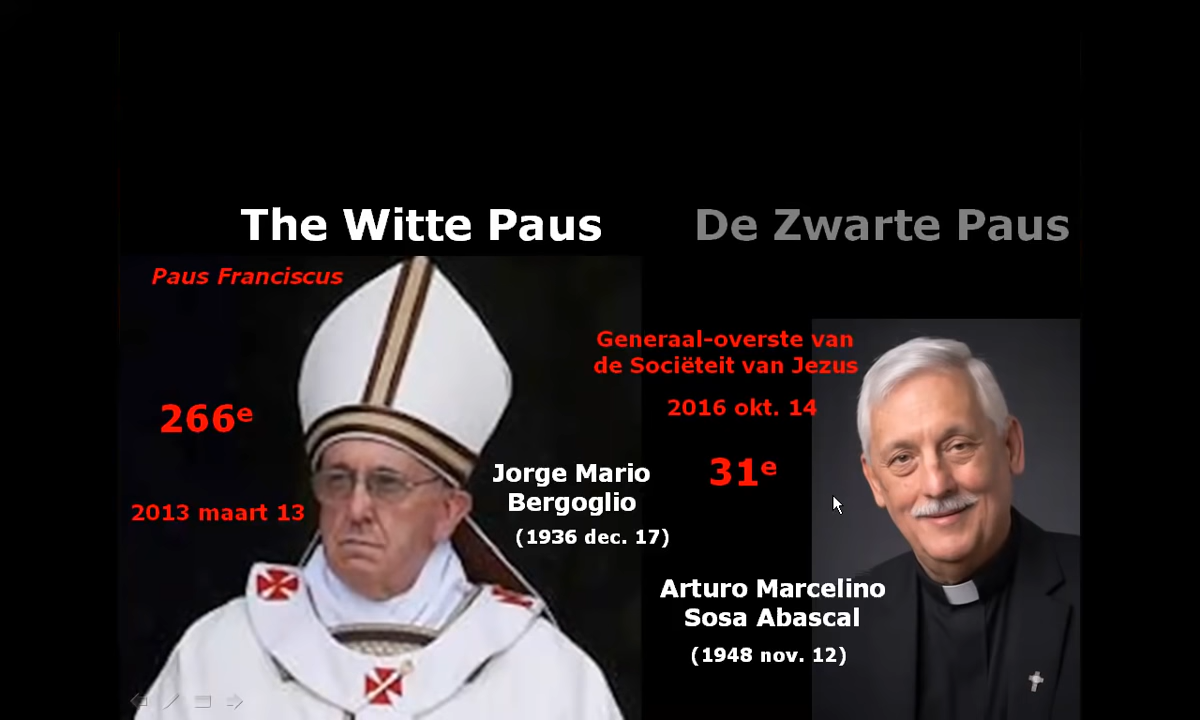 The Witte Paus
De Zwarte Paus
Paus Franciscus
266e
2013 maart 13
Jorge Mario
Bergoglio
(1936 dec. 17)
Generaal-overste van
de Sociëteit van Jezus
2016 okt. 14
31e
Arturo Marcelino
Sosa Abascal
(1948 nov. 12)